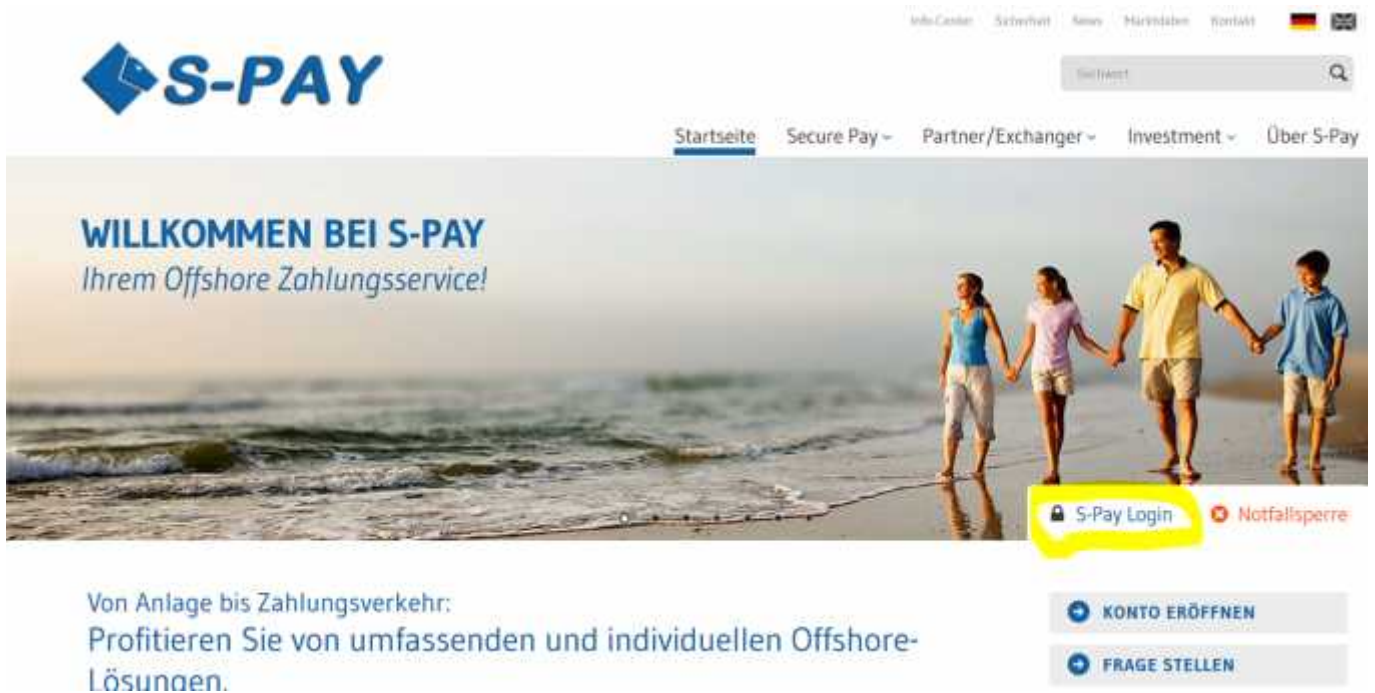 Info Center Sicherheit News Marktdaten Kontakt
S-PAY
Suchwort
Startseite Secure Pay Partner/Exchanger Investment Über S-Pay
WILLKOMMEN BEI S-PAY
Ihrem Offshore Zahlungsservice!
S-Pay Login Notfallsperre
Von Anlage bis Zahlungsverkehr:
Profitieren Sie von umfassenden und individuellen Offshore-
Lösungen.
KONTO ERÖFFNEN
FRAGE STELLEN